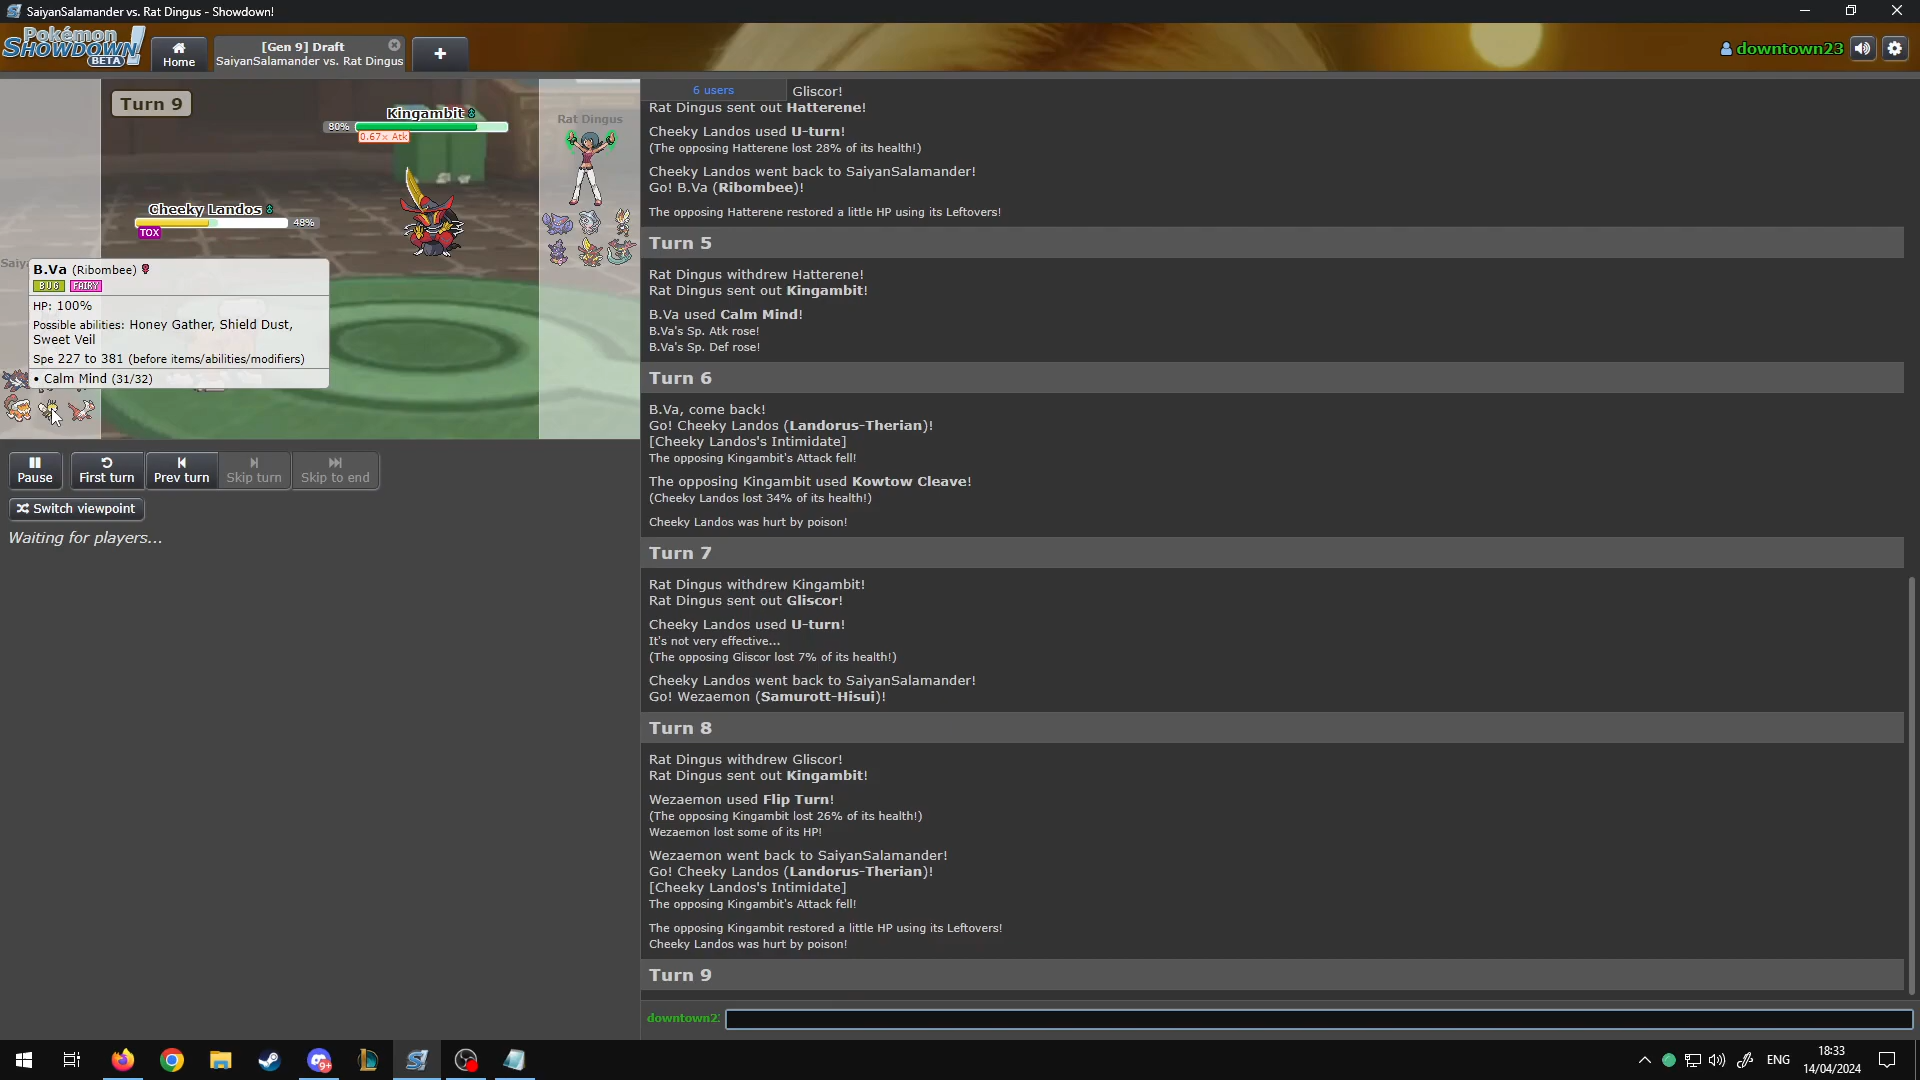 SaiyanSalamander vs. Rat Dingus - Showdown!
Pokémon
SHOWDOWN!
BETA
Home
[Gen 9] Draft
SaiyanSalamander vs. Rat Dingus
+
downtown23
Turn 9
Kingambit
80%
0.67× Atk
Cheeky Landos
48%
TOX
Rat Dingus
Saiy
B.Va (Ribombee)
BUG FAIRY
HP: 100%
Possible abilities: Honey Gather, Shield Dust,
Sweet Veil
Spe 227 to 381 (before items/abilities/modifiers)
• Calm Mind (31/32)
Pause
First turn
Prev turn
Skip turn
Skip to end
Switch viewpoint
Waiting for players...
6 users
Gliscor!
Rat Dingus sent out Hatterene!
Cheeky Landos used U-turn!
(The opposing Hatterene lost 28% of its health!)
Cheeky Landos went back to SaiyanSalamander!
Go! B.Va (Ribombee)!
The opposing Hatterene restored a little HP using its Leftovers!
Turn 5
Rat Dingus withdrew Hatterene!
Rat Dingus sent out Kingambit!
B.Va used Calm Mind!
B.Va's Sp. Atk rose!
B.Va's Sp. Def rose!
Turn 6
B.Va, come back!
Go! Cheeky Landos (Landorus-Therian)!
[Cheeky Landos's Intimidate]
The opposing Kingambit's Attack fell!
The opposing Kingambit used Kowtow Cleave!
(Cheeky Landos lost 34% of its health!)
Cheeky Landos was hurt by poison!
Turn 7
Rat Dingus withdrew Kingambit!
Rat Dingus sent out Gliscor!
Cheeky Landos used U-turn!
It's not very effective...
(The opposing Gliscor lost 7% of its health!)
Cheeky Landos went back to SaiyanSalamander!
Go! Wezaemon (Samurott-Hisui)!
Turn 8
Rat Dingus withdrew Gliscor!
Rat Dingus sent out Kingambit!
Wezaemon used Flip Turn!
(The opposing Kingambit lost 26% of its health!)
Wezaemon lost some of its HP!
Wezaemon went back to SaiyanSalamander!
Go! Cheeky Landos (Landorus-Therian)!
[Cheeky Landos's Intimidate]
The opposing Kingambit's Attack fell!
The opposing Kingambit restored a little HP using its Leftovers!
Cheeky Landos was hurt by poison!
Turn 9
downtown2
9+
ENG
18:33
14/04/2024